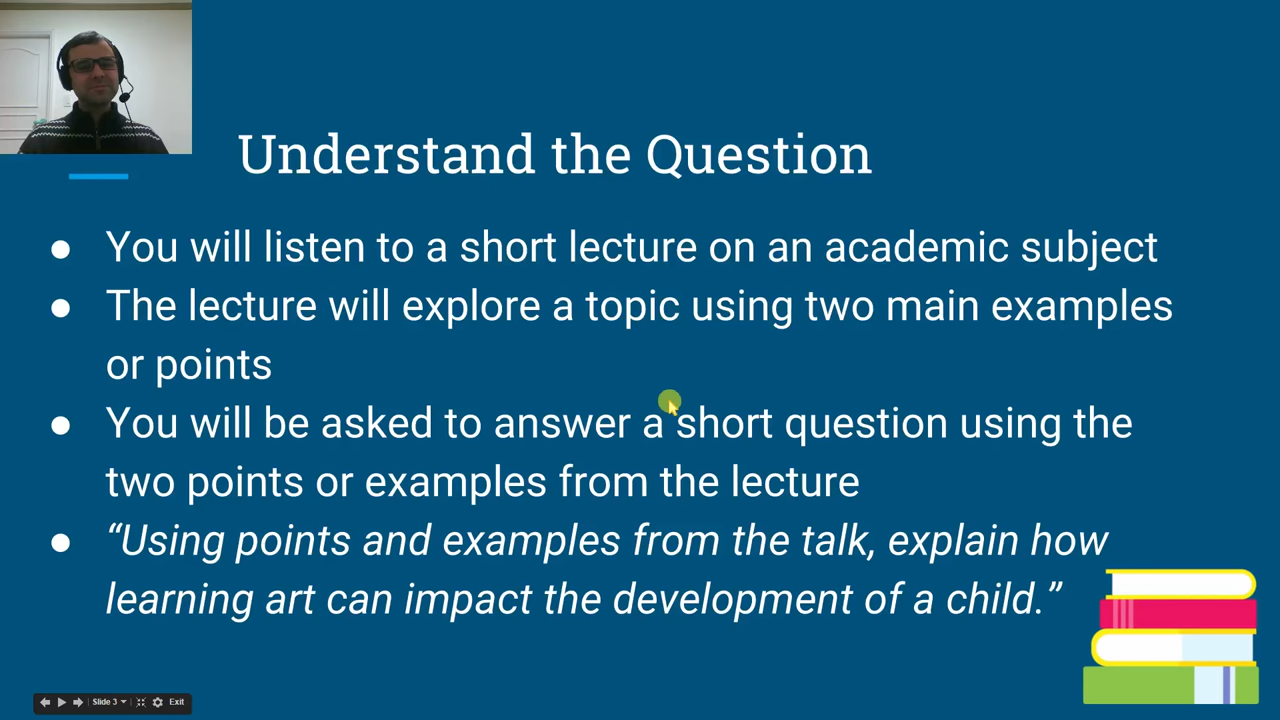 Understand the Question
● You will listen to a short lecture on an academic subject
● The lecture will explore a topic using two main examples
or points
● You will be asked to answer a short question using the
two points or examples from the lecture
● “Using points and examples from the talk, explain how
learning art can impact the development of a child.”
Slide 3 Exit